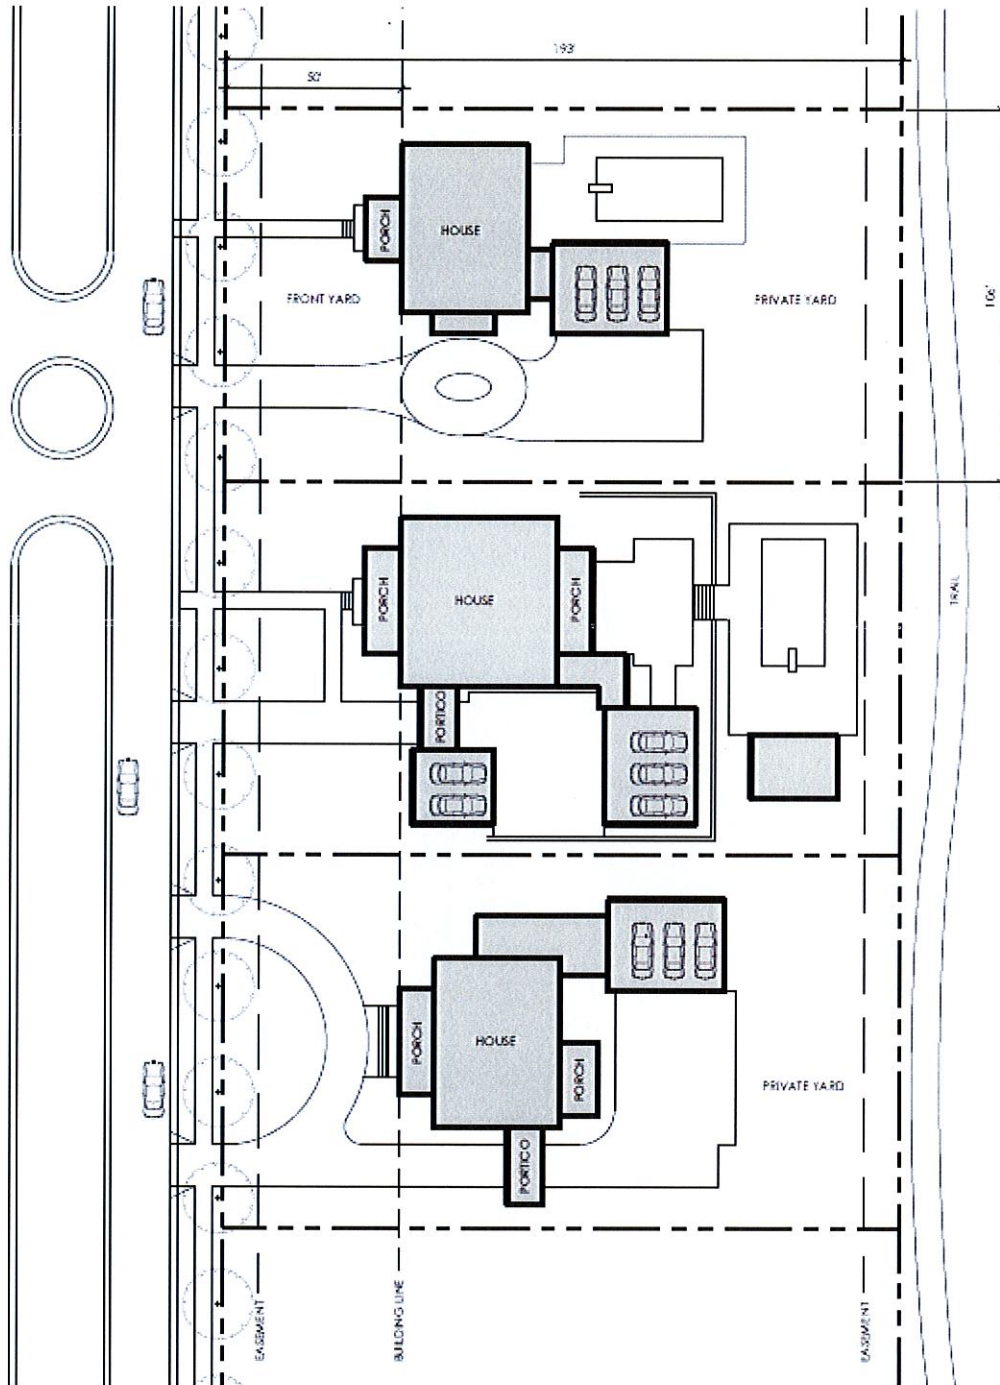 193'
50'
PORCH
HOUSE
FRONT YARD
PRIVATE YARD
106'
PORCH
HOUSE
PORCH
TRAIL
PORTICO
PORCH
HOUSE
PORCH
PRIVATE YARD
PORTICO
EASEMENT
BUILDING LINE
EASEMENT